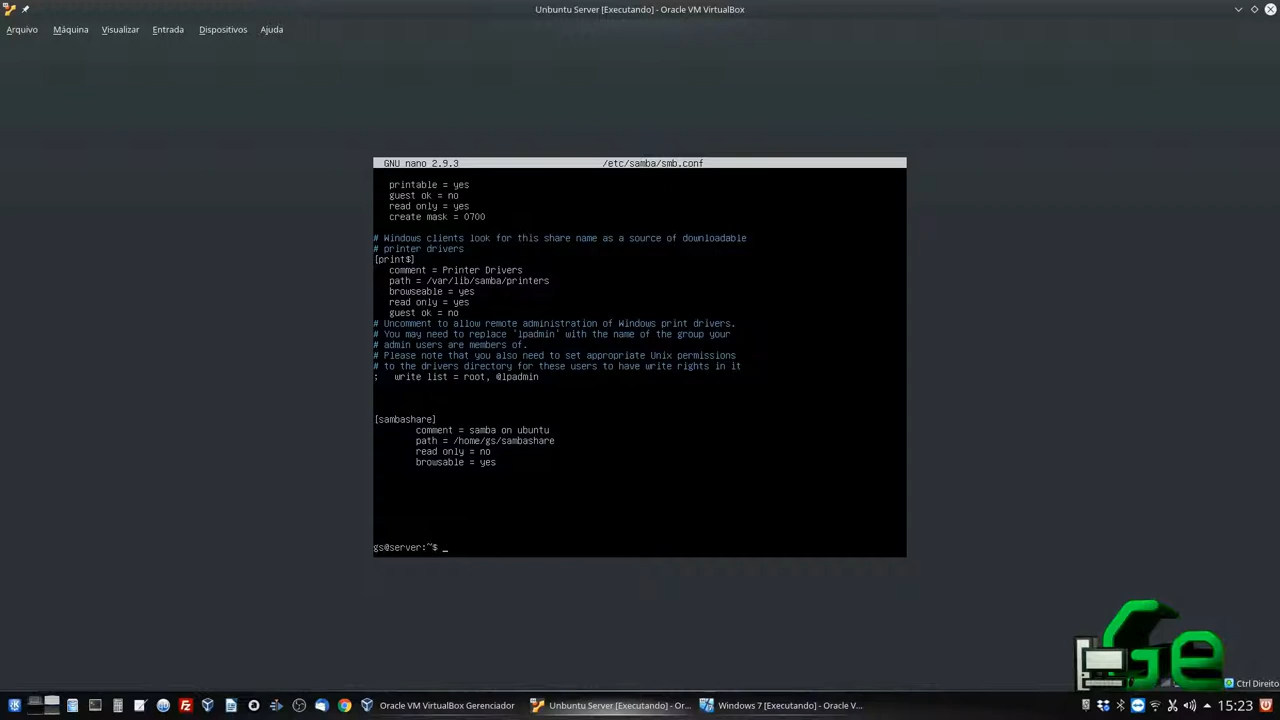 Unbuntu Server [Executando] - Oracle VM VirtualBox
Arquivo Máquina Visualizar Entrada Dispositivos Ajuda
GNU nano 2.9.3 /etc/samba/smb.conf
printable = yes
guest ok = no
read only = yes
create mask = 0700
# Windows clients look for this share name as a source of downloadable
# printer drivers
[print$]
comment = Printer Drivers
path = /var/lib/samba/printers
browseable = yes
read only = yes
guest ok = no
# Uncomment to allow remote administration of Windows print drivers.
# You may need to replace 'lpadmin' with the name of the group your
# admin users are members of.
# Please note that you also need to set appropriate Unix permissions
# to the drivers directory for these users to have write rights in it
; write list = root, @lpadmin
[sambashare]
comment = samba on ubuntu
path = /home/gs/sambashare
read only = no
browsable = yes
gs@server:~$ _
Ge
Ctrl Direito
Oracle VM VirtualBox Gerenciador
Unbuntu Server [Executando] - Or...
Windows 7 [Executando] - Oracle V...
15:23